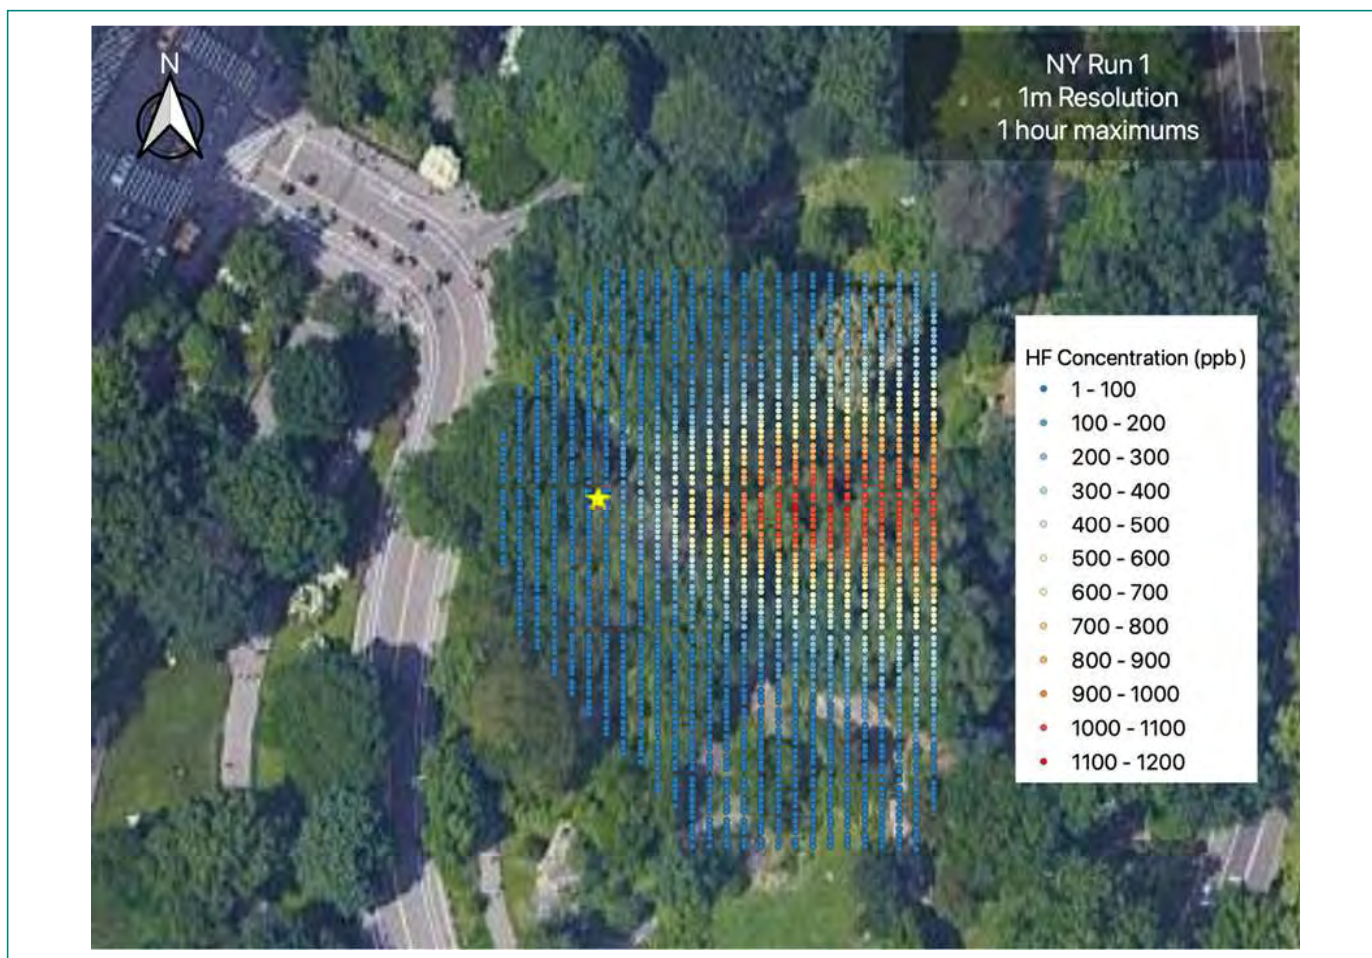 N
NY Run 1
1m Resolution
1 hour maximums
HF Concentration (ppb)
1 - 100
100 - 200
200 - 300
300 - 400
400 - 500
500 - 600
600 - 700
700 - 800
800 - 900
900 - 1000
1000 - 1100
1100 - 1200